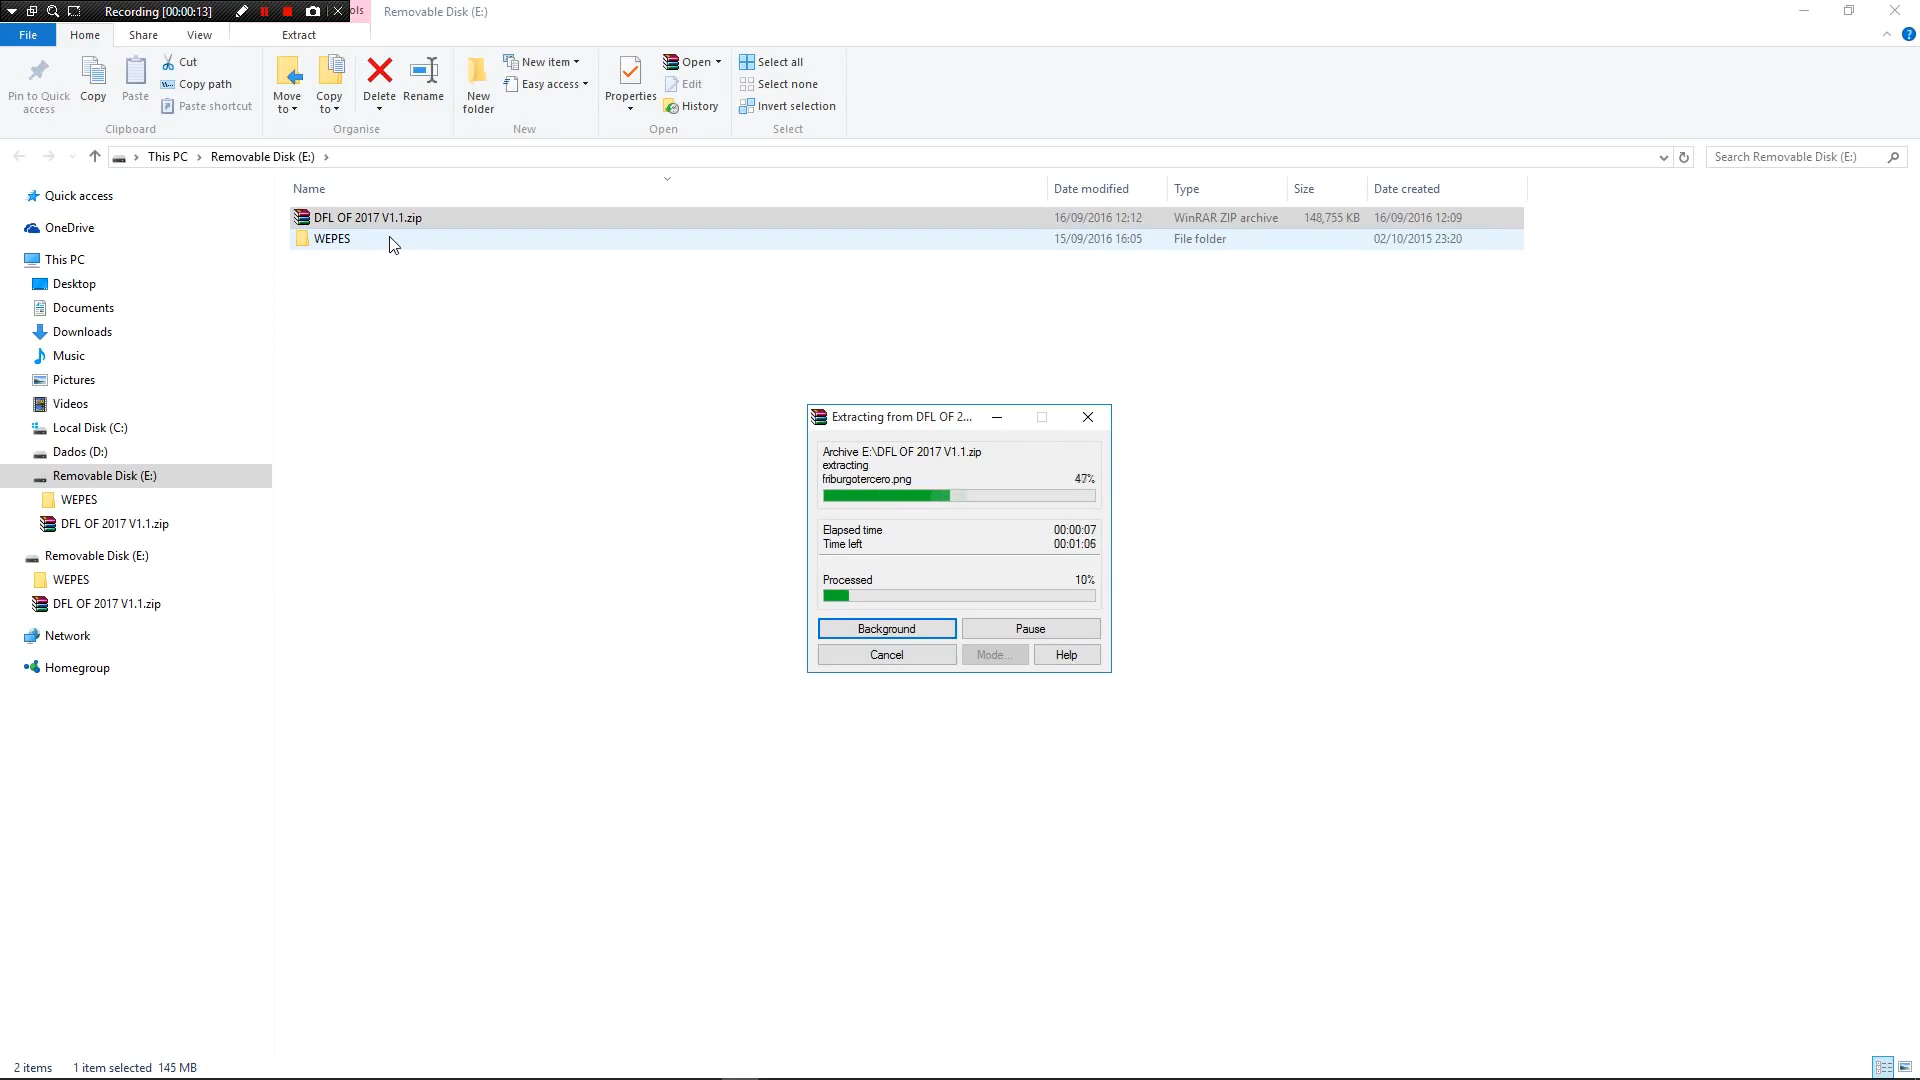 Recording [00:00:13]
ols
Removable Disk (E:)
File
Home
Share
View
Extract
Pin to Quick access
Copy
Paste
Cut
Copy path
Paste shortcut
Clipboard
Move to
Copy to
Delete
Rename
Organise
New folder
New item
Easy access
New
Properties
Open
Edit
History
Open
Select all
Select none
Invert selection
Select
This PC
Removable Disk (E:)
Search Removable Disk (E:)
Name
Date modified
Type
Size
Date created
DFL OF 2017 V1.1.zip
16/09/2016 12:12
WinRAR ZIP archive
148,755 KB
16/09/2016 12:09
WEPES
15/09/2016 16:05
File folder
02/10/2015 23:20
Quick access
OneDrive
This PC
Desktop
Documents
Downloads
Music
Pictures
Videos
Local Disk (C:)
Dados (D:)
Removable Disk (E:)
WEPES
DFL OF 2017 V1.1.zip
Removable Disk (E:)
WEPES
DFL OF 2017 V1.1.zip
Network
Homegroup
Extracting from DFL OF 2...
Archive E:\DFL OF 2017 V1.1.zip
extracting
friburgotercero.png
47%
Elapsed time
00:00:07
Time left
00:01:06
Processed
10%
Background
Pause
Cancel
Mode...
Help
2 items
1 item selected 145 MB